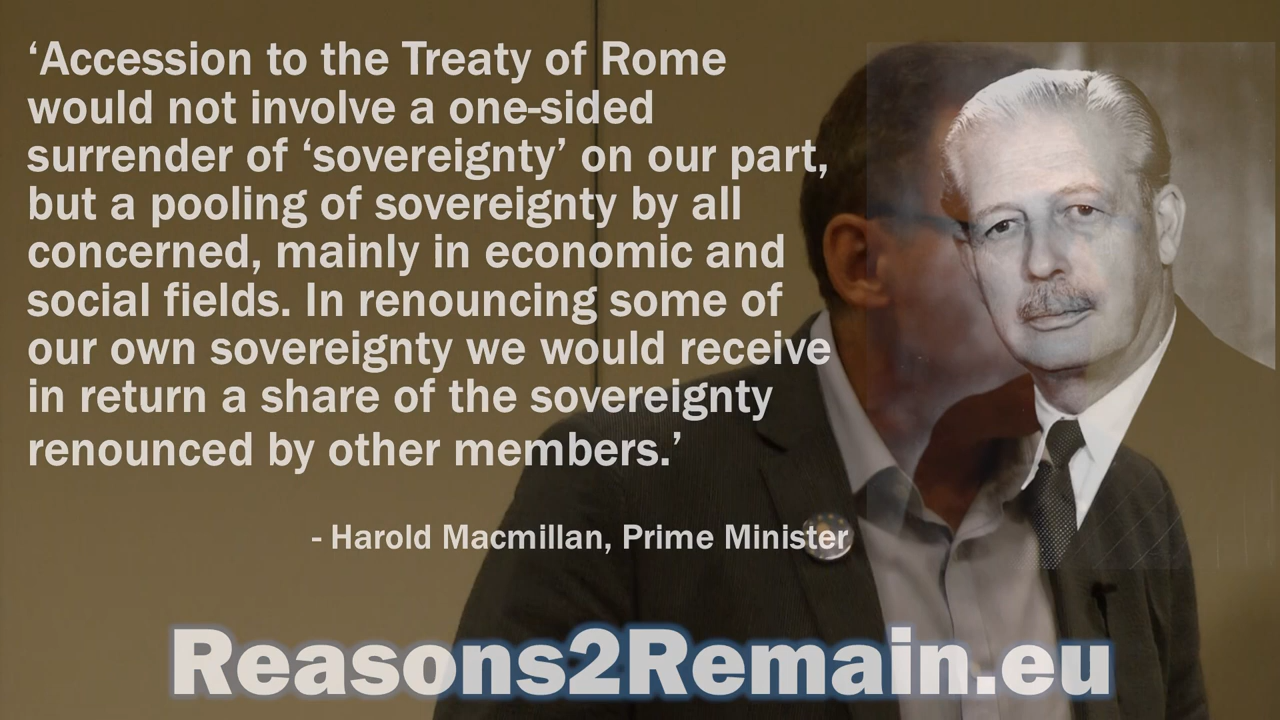 ‘Accession to the Treaty of Rome
would not involve a one-sided
surrender of ‘sovereignty’ on our part,
but a pooling of sovereignty by all
concerned, mainly in economic and
social fields. In renouncing some of
our own sovereignty we would receive
in return a share of the sovereignty
renounced by other members.’
- Harold Macmillan, Prime Minister
Reasons2Remain.eu